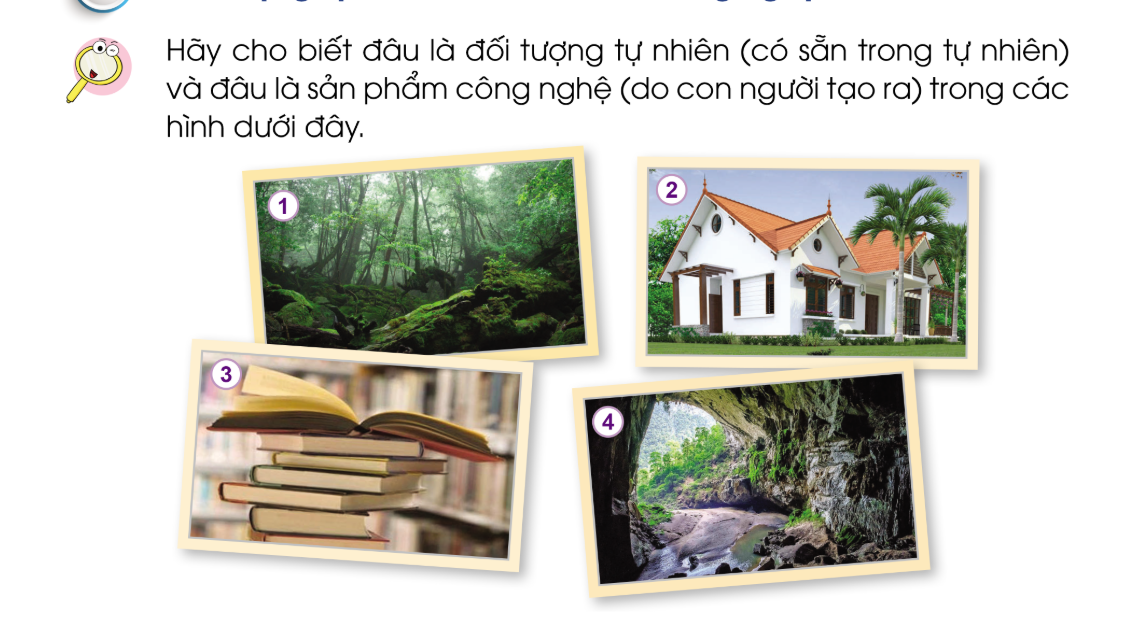 Hãy cho biết đâu là đối tượng tự nhiên (có sẵn trong tự nhiên)
và đâu là sản phẩm công nghệ (do con người tạo ra) trong các
hình dưới đây.
1
2
3
4